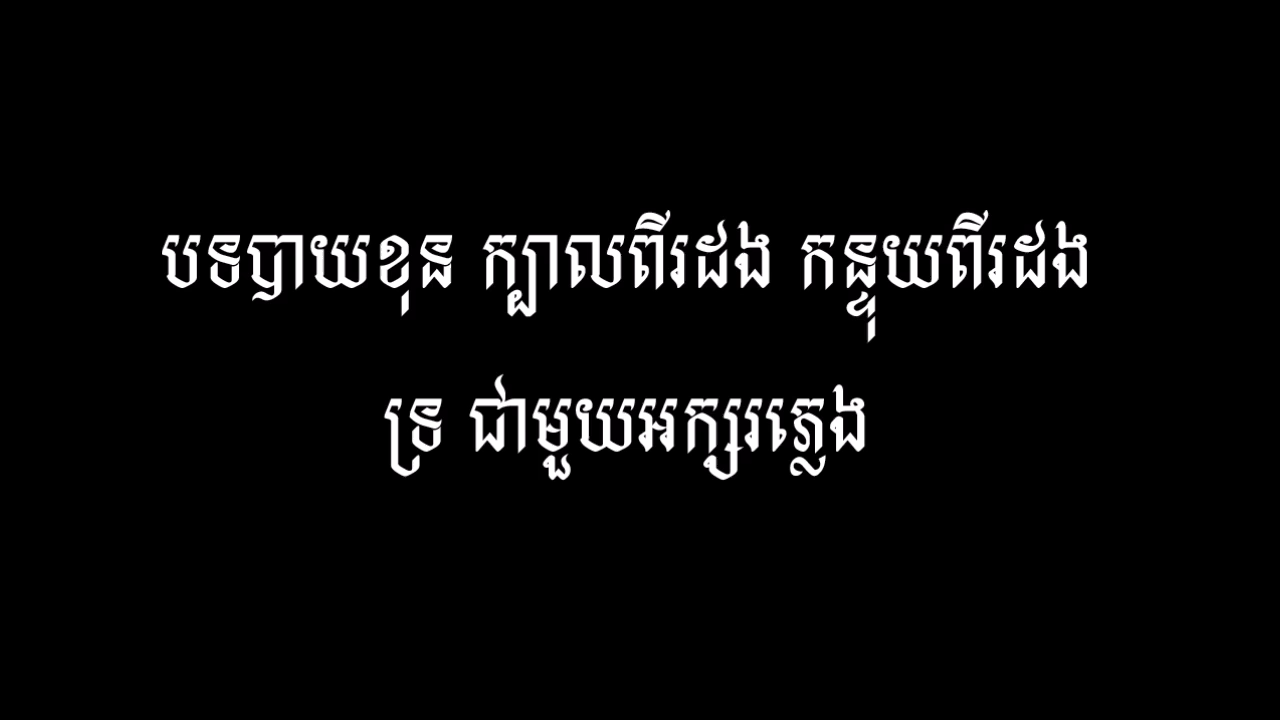 បទបាយខុន ក្បាលពីរដង កន្ទុយពីរដង
ទ្រ ជាមួយអក្សរភ្លេង